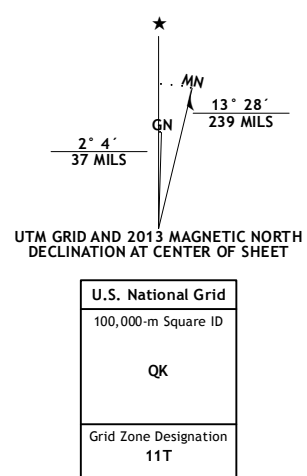 MN
GN
13° 28´
239 MILS
2° 4´
37 MILS
UTM GRID AND 2013 MAGNETIC NORTH
DECLINATION AT CENTER OF SHEET
U.S. National Grid
100,000-m Square ID
QK
Grid Zone Designation
11T